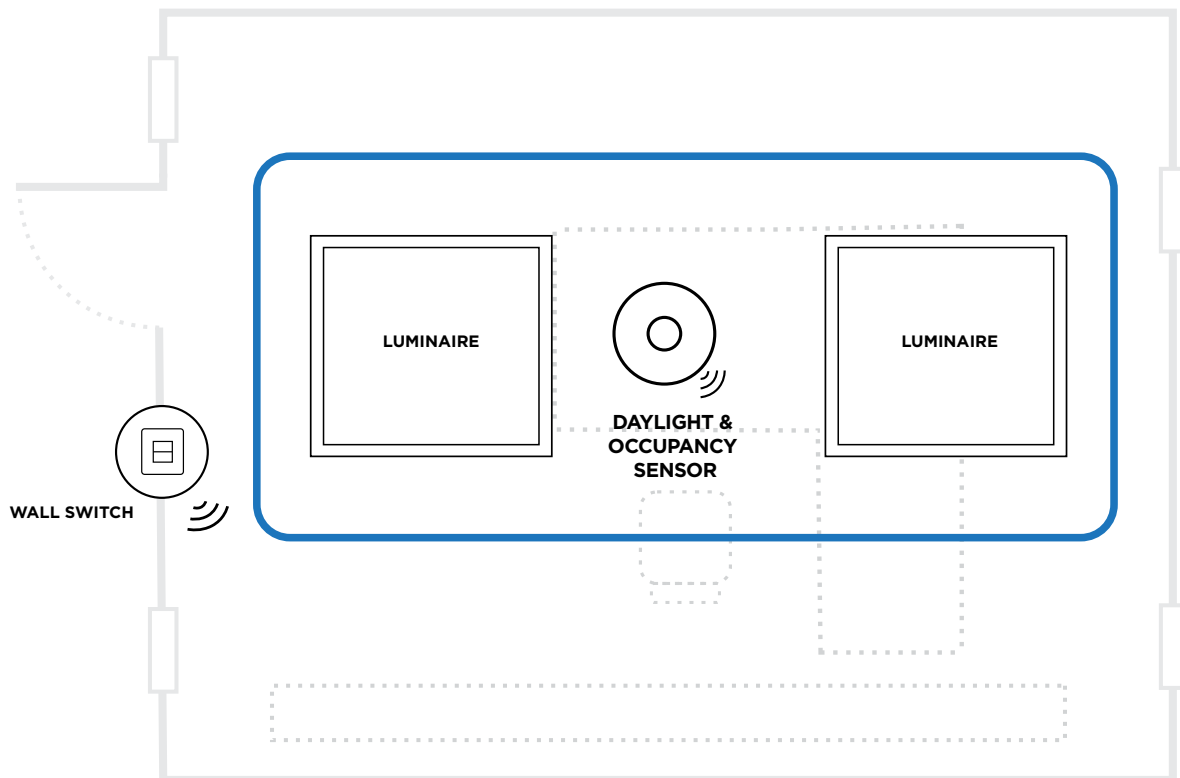 LUMINAIRE
LUMINAIRE
DAYLIGHT &
OCCUPANCY
SENSOR
WALL SWITCH